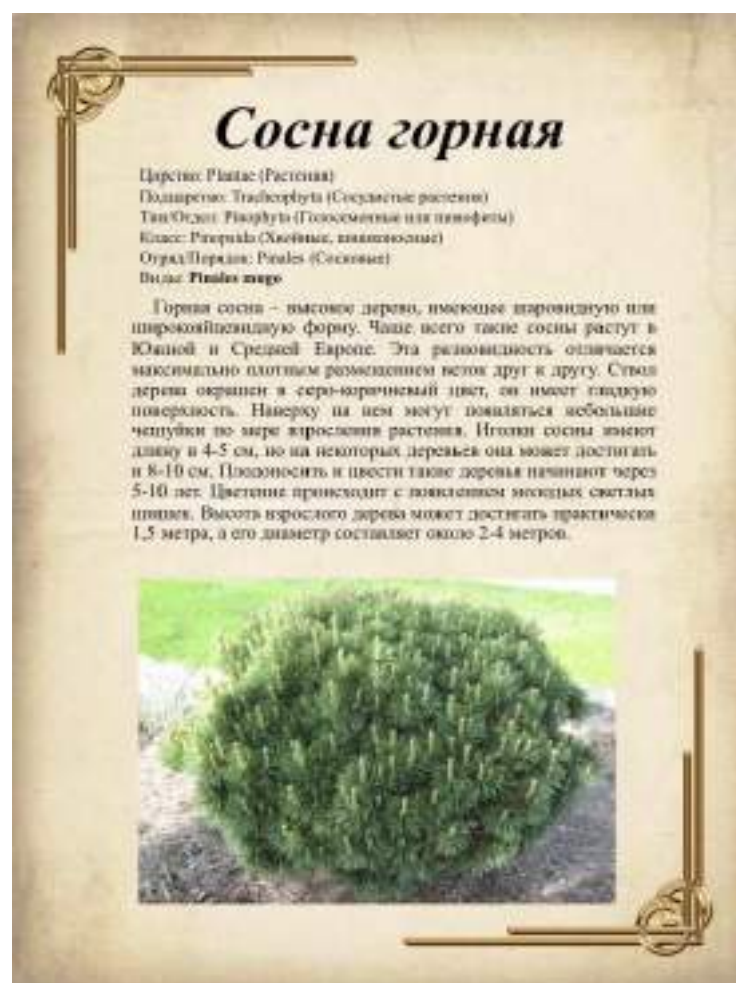 Сосна горная
Царство: Plantae (Растения)
Подцарство: Tracheophyta (Сосудистые растения)
Тип/Отдел: Pinophyta (Голосеменные или пинофиты)
Класс: Pinopsida (Хвойные, шишконосные)
Отряд/Порядок: Pinales (Сосновые)
Виды: Pinales mugo
Горная сосна – высокое дерево, имеющее шаровидную или
широкояйцевидную форму. Чаще всего такие сосны растут в
Южной и Средней Европе. Эта разновидность отличается
максимально плотным размещением веток друг к другу. Ствол
дерева окрашен в серо-коричневый цвет, он имеет гладкую
поверхность. Наверху на нем могут появляться небольшие
чешуйки по мере взросления растения. Иголки сосны имеют
длину в 4-5 см, но на некоторых деревьев она может достигать
и 8-10 см. Плодоносить и цвести такие деревья начинают через
5-10 лет. Цветение происходит с появлением молодых светлых
шишек. Высота взрослого дерева может достигать практически
1,5 метра, а его диаметр составляет около 2-4 метров.